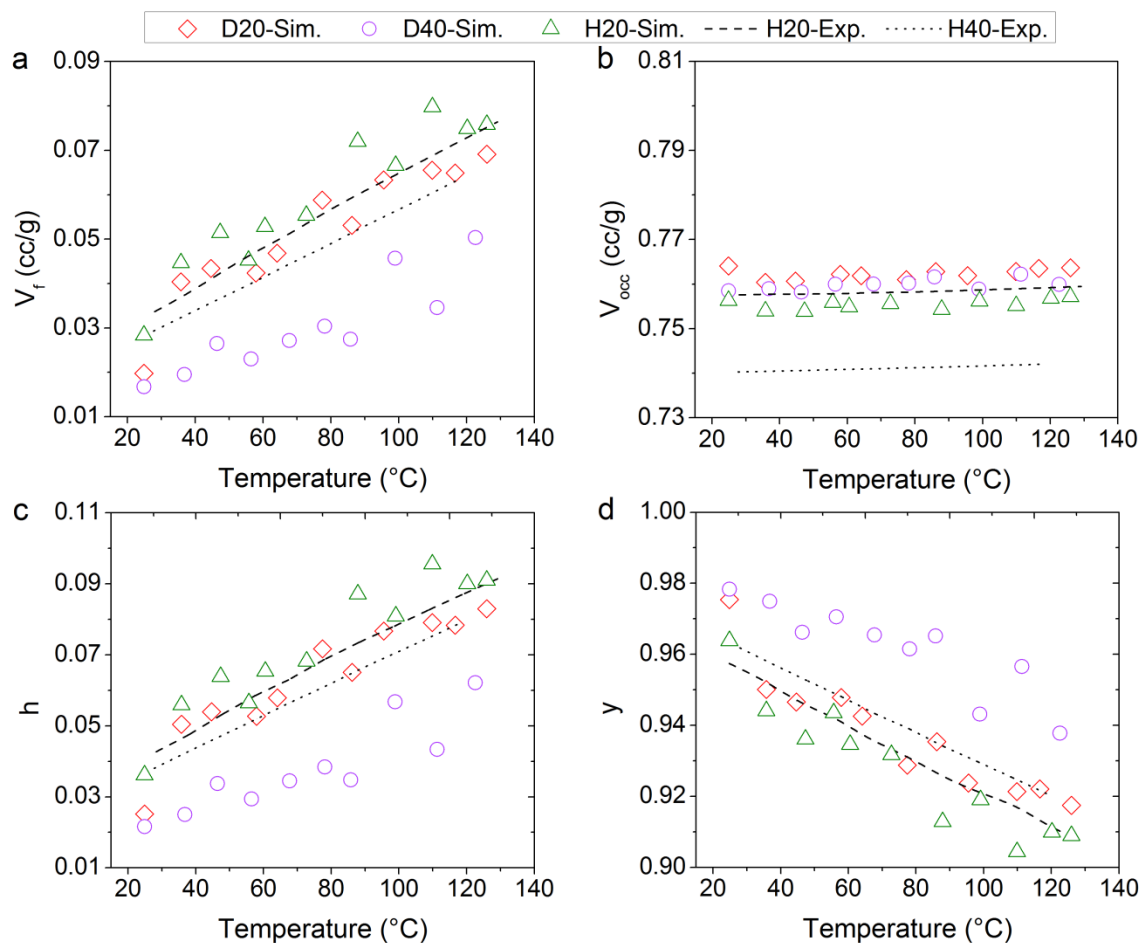 D20-Sim. D40-Sim. H20-Sim. H20-Exp. H40-Exp.
a
0.09
0.07
0.05
0.03
0.01
V_f (cc/g)
20 40 60 80 100 120 140
Temperature (°C)
b
0.81
0.79
0.77
0.75
0.73
V_occ (cc/g)
20 40 60 80 100 120 140
Temperature (°C)
c
0.11
0.09
0.07
0.05
0.03
0.01
h
20 40 60 80 100 120 140
Temperature (°C)
d
1.00
0.98
0.96
0.94
0.92
0.90
y
20 40 60 80 100 120 140
Temperature (°C)